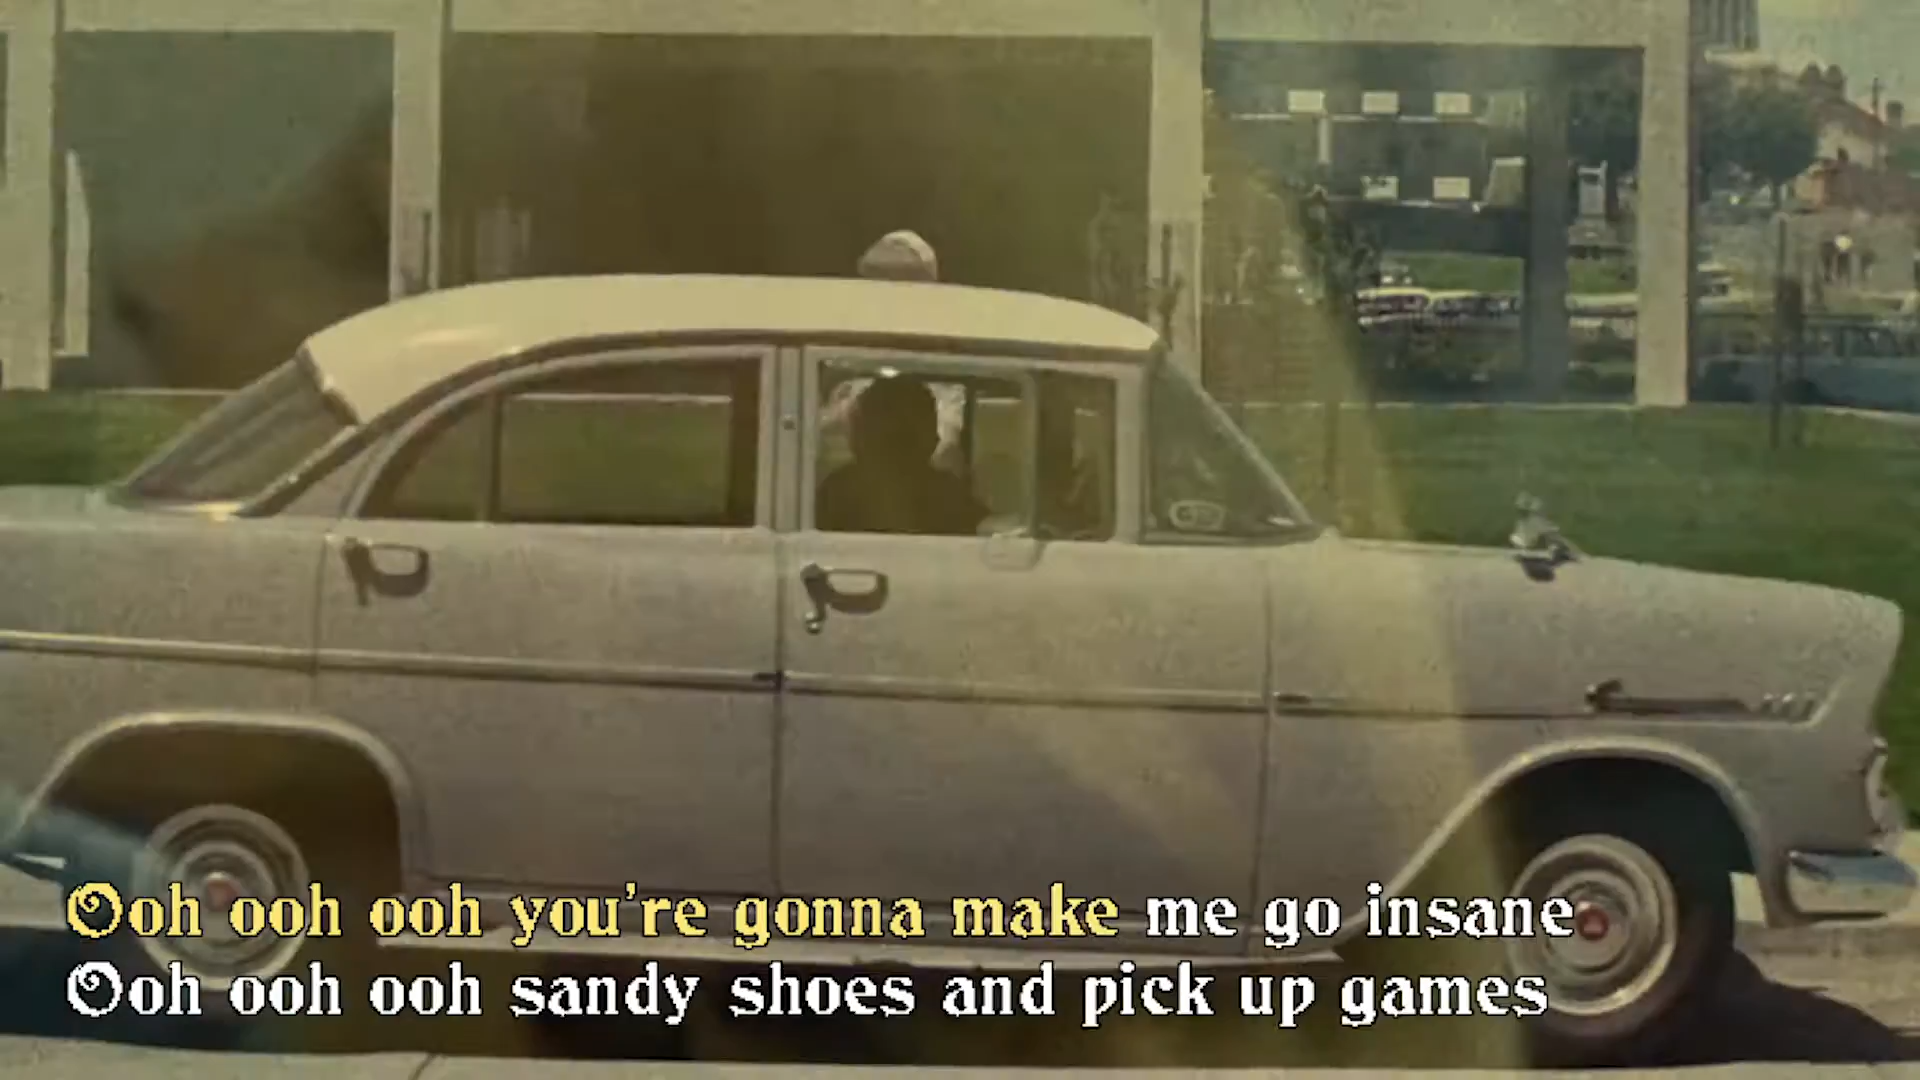 Ooh ooh ooh you're gonna make me go insane
Ooh ooh ooh sandy shoes and pick up games